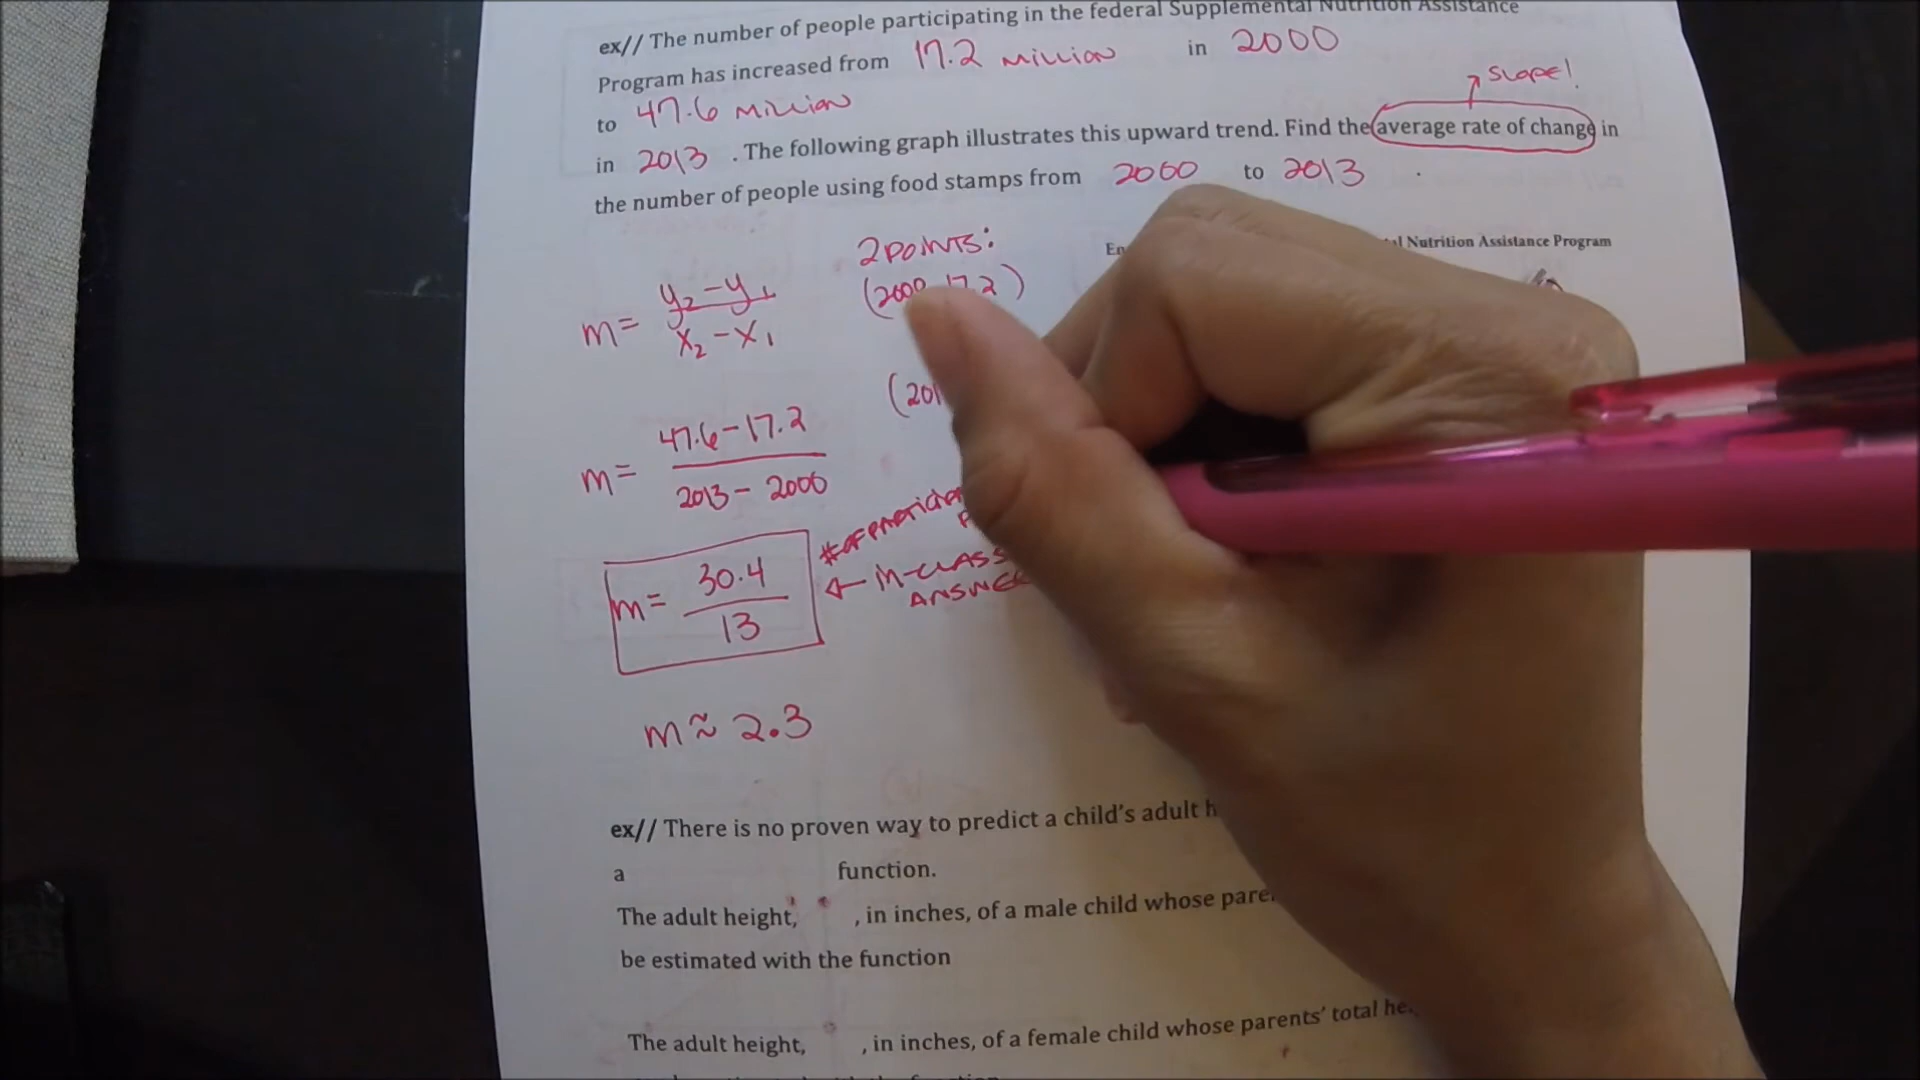 ex// The number of people participating in the federal Supplemental Nutrition Assistance
Program has increased from 17.2 million in 2000
slope!
to 47.6 million
in 2013 . The following graph illustrates this upward trend. Find the average rate of change in
the number of people using food stamps from 2000 to 2013 .
2 points:
Nutrition Assistance Program
m = y₂ - y₁ / x₂ - x₁
(2000, 17.2)
(201
m = 47.6 - 17.2 / 2013 - 2000
# of
m = 30.4 / 13
← in-class
answer
m ≈ 2.3
ex// There is no proven way to predict a child's adult
a function.
The adult height, , in inches, of a male child whose
be estimated with the function
The adult height, , in inches, of a female child whose parents' total